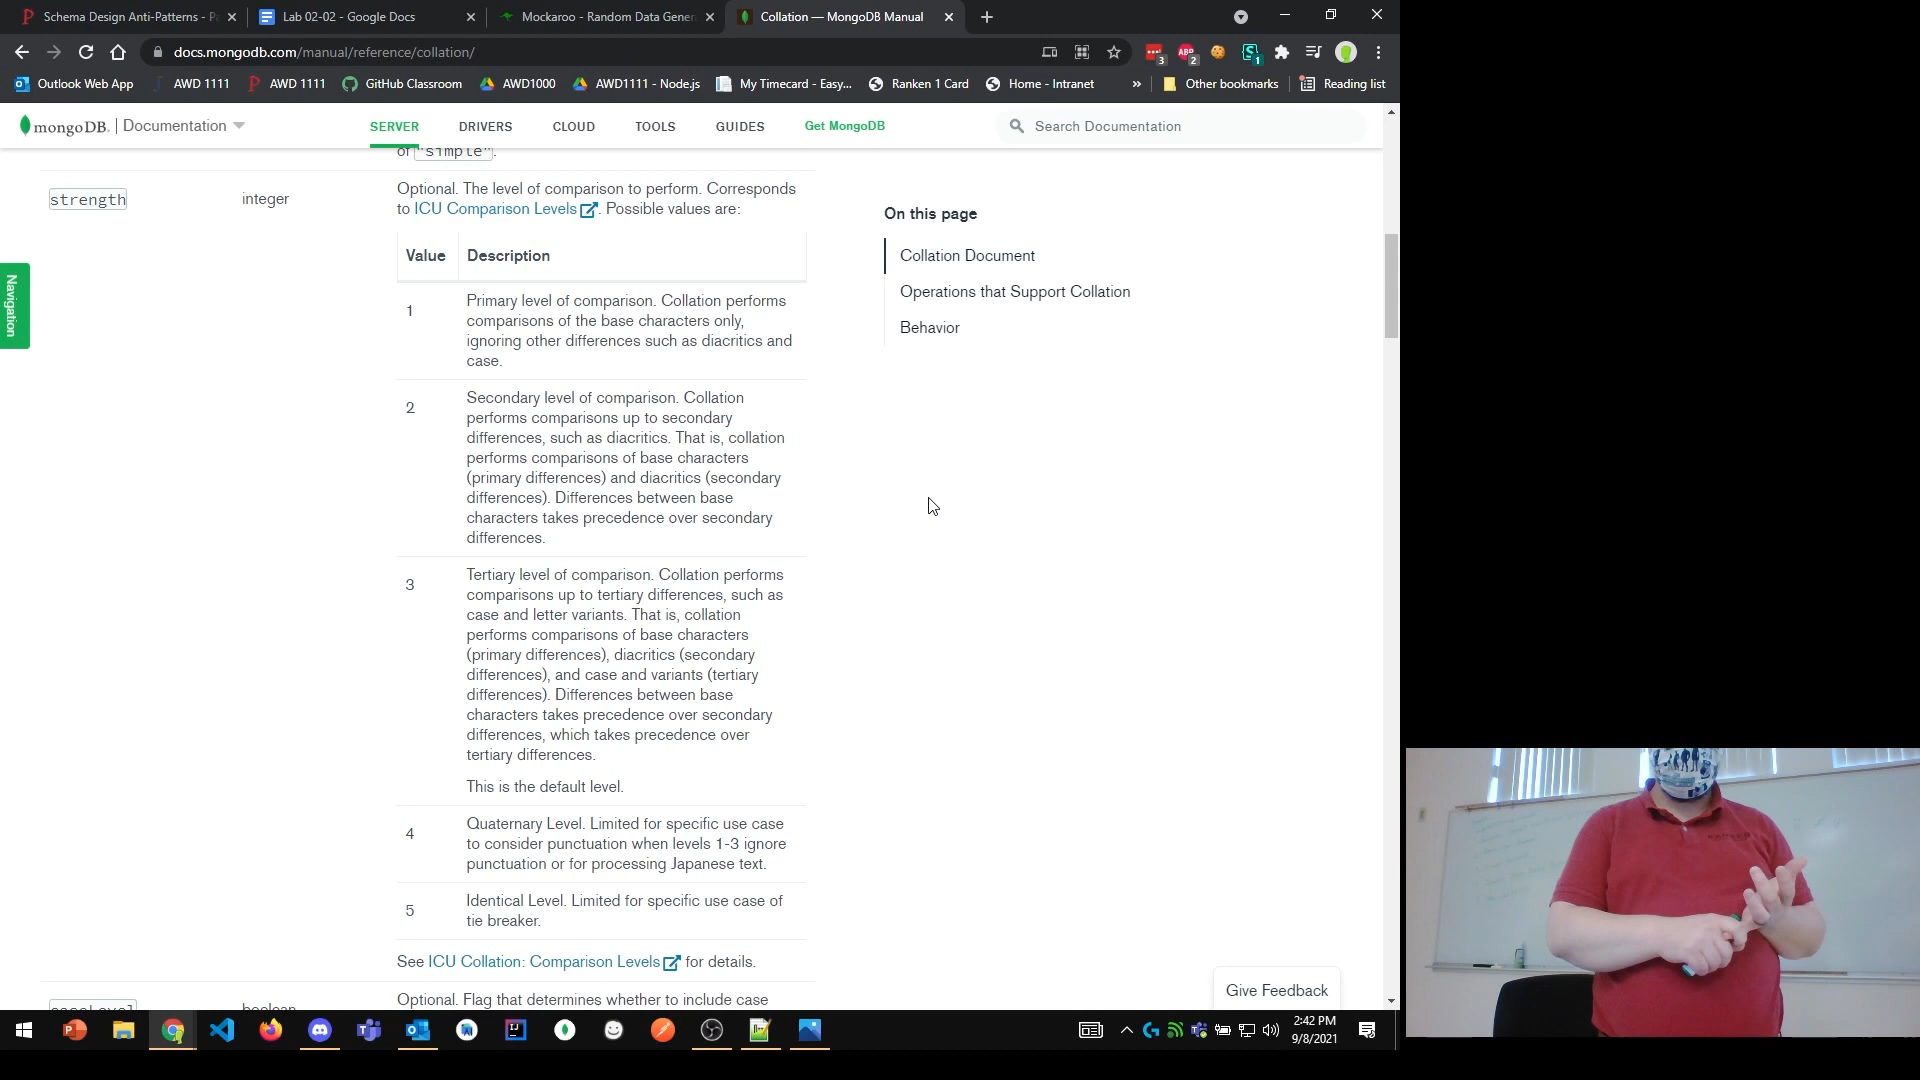 Schema Design Anti-Patterns - P
Lab 02-02 - Google Docs
Mockaroo - Random Data Gener
Collation — MongoDB Manual
docs.mongodb.com/manual/reference/collation/
3
ABP
2
1
Outlook Web App
AWD 1111
AWD 1111
GitHub Classroom
AWD1000
AWD1111 - Node.js
My Timecard - Easy...
Ranken 1 Card
Home - Intranet
»
Other bookmarks
Reading list
mongoDB. | Documentation
SERVER
DRIVERS
CLOUD
TOOLS
GUIDES
Get MongoDB
Search Documentation
of "simple".
strength
integer
Optional. The level of comparison to perform. Corresponds
to ICU Comparison Levels. Possible values are:
Value Description
1
Primary level of comparison. Collation performs
comparisons of the base characters only,
ignoring other differences such as diacritics and
case.
2
Secondary level of comparison. Collation
performs comparisons up to secondary
differences, such as diacritics. That is, collation
performs comparisons of base characters
(primary differences) and diacritics (secondary
differences). Differences between base
characters takes precedence over secondary
differences.
3
Tertiary level of comparison. Collation performs
comparisons up to tertiary differences, such as
case and letter variants. That is, collation
performs comparisons of base characters
(primary differences), diacritics (secondary
differences), and case and variants (tertiary
differences). Differences between base
characters takes precedence over secondary
differences, which takes precedence over
tertiary differences.
This is the default level.
4
Quaternary Level. Limited for specific use case
to consider punctuation when levels 1-3 ignore
punctuation or for processing Japanese text.
5
Identical Level. Limited for specific use case of
tie breaker.
See ICU Collation: Comparison Levels for details.
caseLevel
boolean
Optional. Flag that determines whether to include case
On this page
Collation Document
Operations that Support Collation
Behavior
Navigation
Give Feedback
2:42 PM
9/8/2021